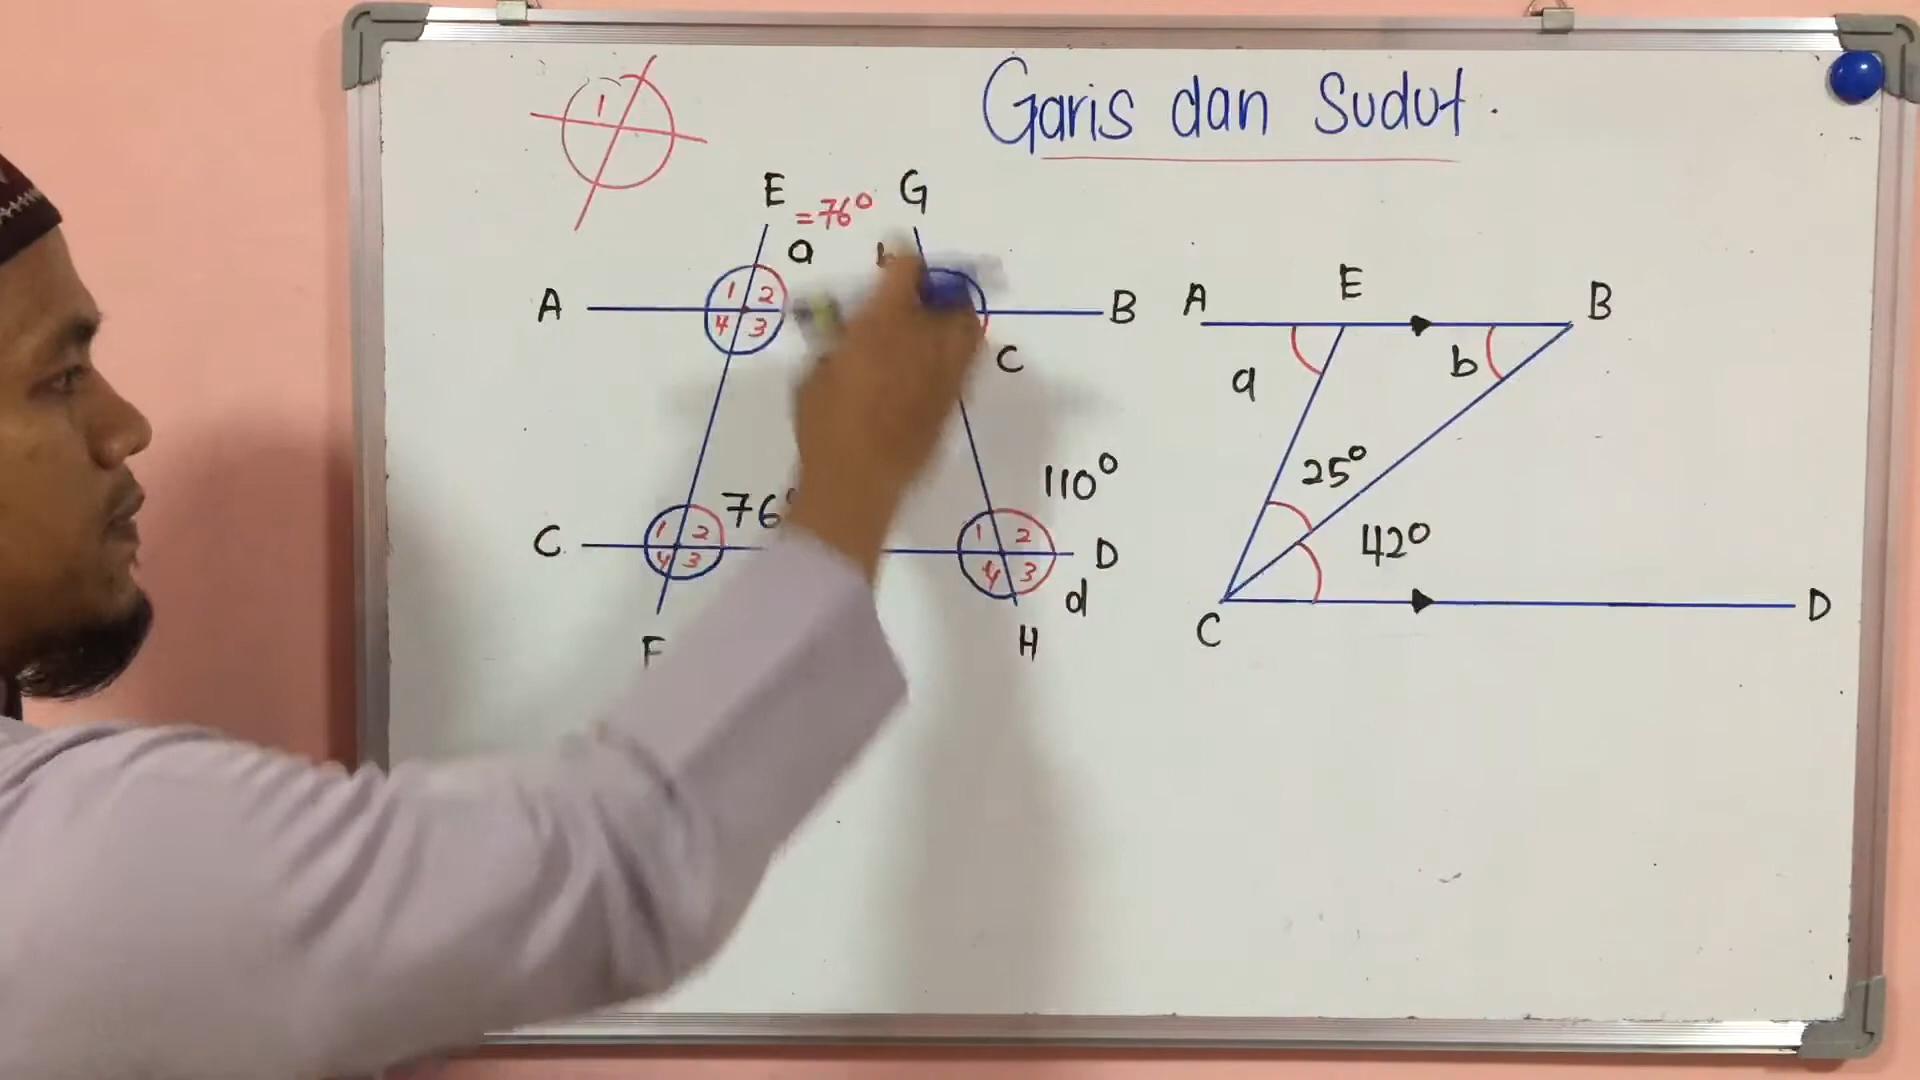 Garis dan Sudut.
1
E = 76° G
a
A 1 2 B
4 3
C
76° 110°
C 1 2 1 2 D
4 3 4 3
d
F H
A E B
a b
25°
42°
C D